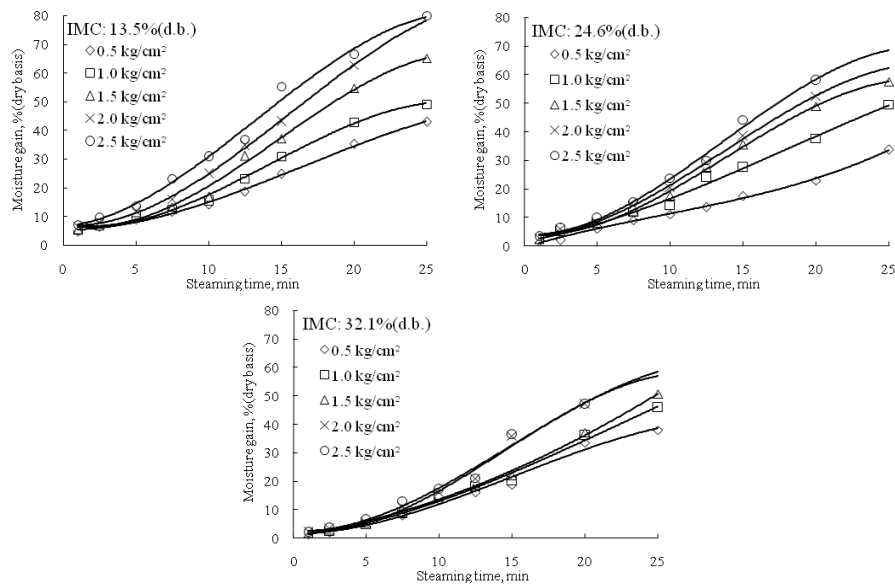 80
70
60
50
40
30
20
10
0
Moisture gain, %(dry basis)
IMC: 13.5%(d.b.)
0.5 kg/cm²
1.0 kg/cm²
1.5 kg/cm²
2.0 kg/cm²
2.5 kg/cm²
0 5 10 15 20 25
Steaming time, min
80
70
60
50
40
30
20
10
0
Moisture gain, %(dry basis)
IMC: 24.6%(d.b.)
0.5 kg/cm²
1.0 kg/cm²
1.5 kg/cm²
2.0 kg/cm²
2.5 kg/cm²
0 5 10 15 20 25
Steaming time, min
80
70
60
50
40
30
20
10
0
Moisture gain, %(dry basis)
IMC: 32.1%(d.b.)
0.5 kg/cm²
1.0 kg/cm²
1.5 kg/cm²
2.0 kg/cm²
2.5 kg/cm²
0 5 10 15 20 25
Steaming time, min